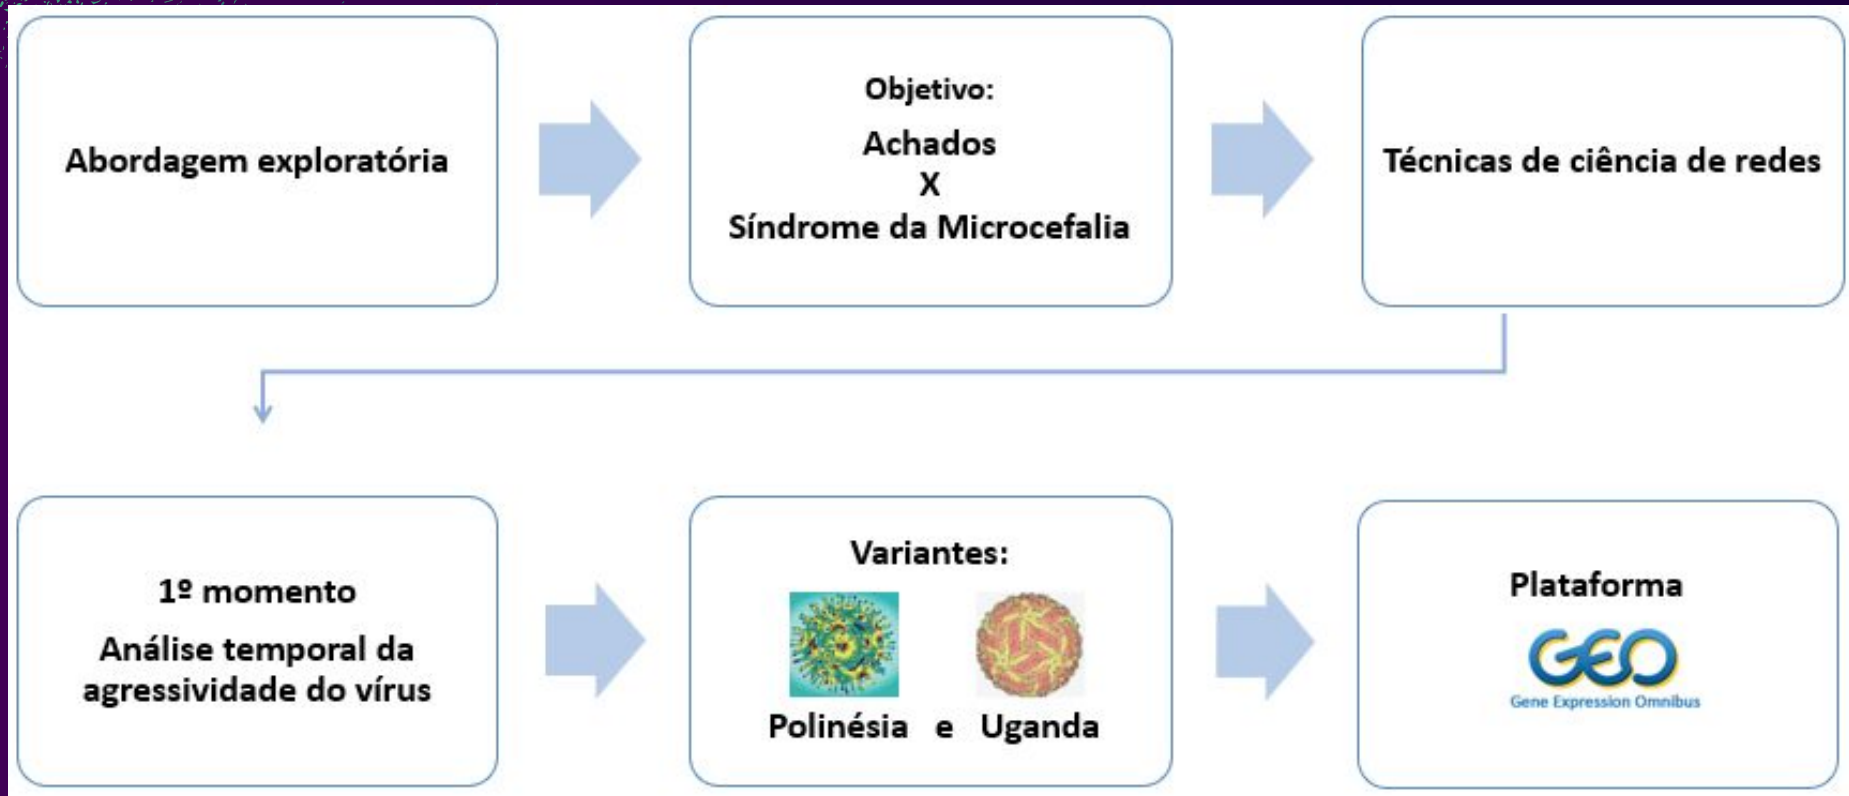 Abordagem exploratória
Objetivo:
Achados
X
Síndrome da Microcefalia
Técnicas de ciência de redes
1º momento
Análise temporal da
agressividade do vírus
Variantes:
Polinésia e Uganda
Plataforma
GEO
Gene Expression Omnibus